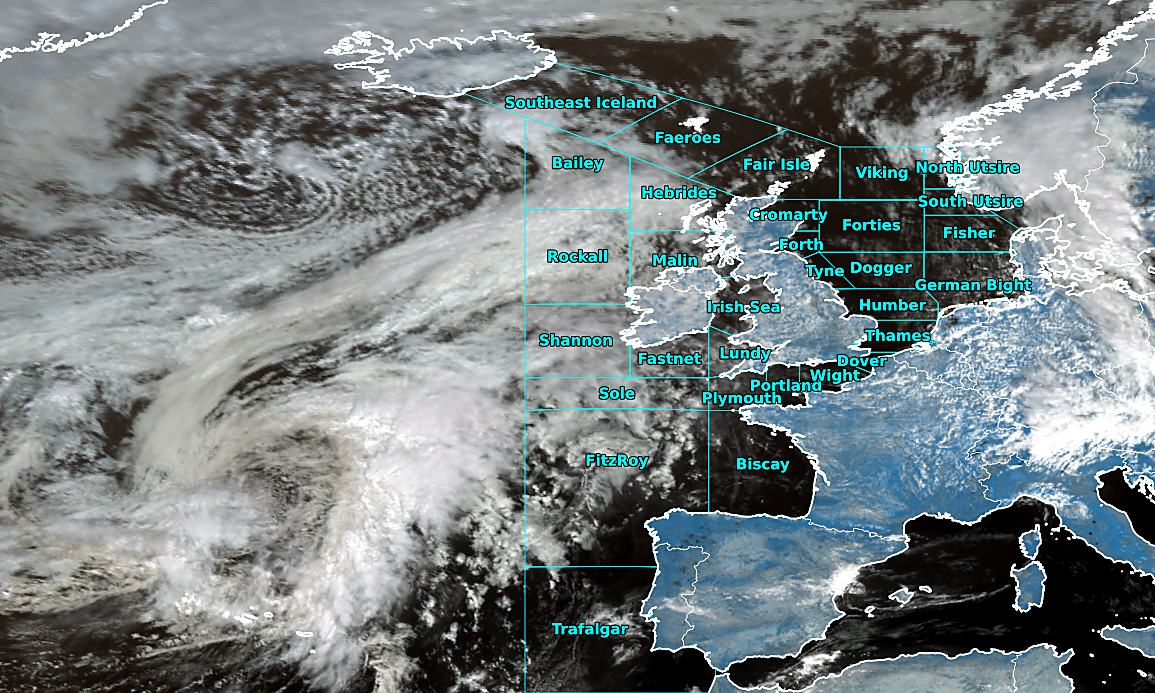 Southeast Iceland
Faeroes
Bailey
Fair Isle
Viking
North Utsire
Hebrides
South Utsire
Cromarty
Forties
Fisher
Forth
Rockall
Malin
Tyne
Dogger
German Bight
Irish Sea
Humber
Shannon
Thames
Fastnet
Lundy
Dover
Wight
Portland
Sole
Plymouth
FitzRoy
Biscay
Trafalgar